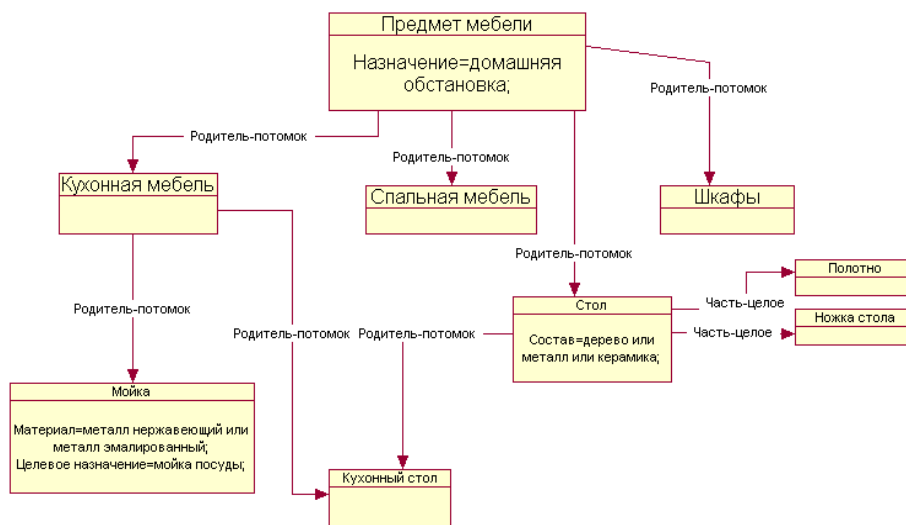 Предмет мебели
Назначение=домашняя
обстановка;
Родитель-потомок
Родитель-потомок
Родитель-потомок
Кухонная мебель
Спальная мебель
Шкафы
Родитель-потомок
Полотно
Родитель-потомок
Стол
Часть-целое
Ножка стола
Родитель-потомок
Родитель-потомок
Часть-целое
Состав=дерево или
металл или керамика;
Мойка
Материал=металл нержавеющий или
металл эмалированный;
Целевое назначение=мойка посуды;
Кухонный стол